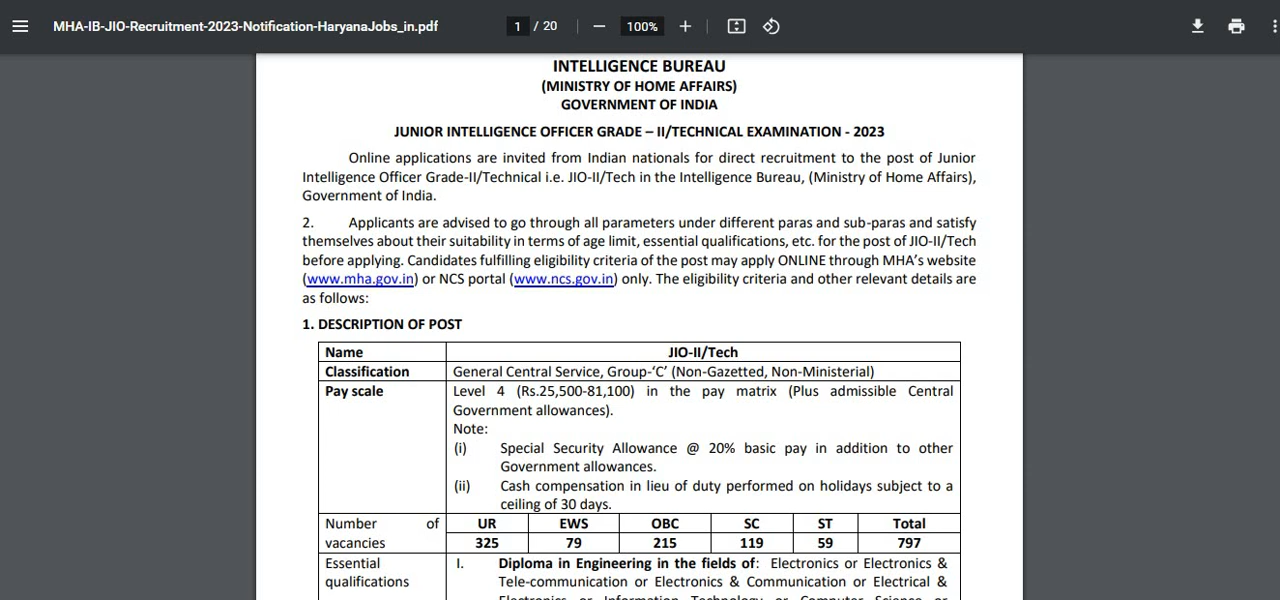 MHA-IB-JIO-Recruitment-2023-Notification-HaryanaJobs_in.pdf 1 / 20 100%
INTELLIGENCE BUREAU
(MINISTRY OF HOME AFFAIRS)
GOVERNMENT OF INDIA
JUNIOR INTELLIGENCE OFFICER GRADE – II/TECHNICAL EXAMINATION - 2023
Online applications are invited from Indian nationals for direct recruitment to the post of Junior
Intelligence Officer Grade-II/Technical i.e. JIO-II/Tech in the Intelligence Bureau, (Ministry of Home Affairs),
Government of India.
2. Applicants are advised to go through all parameters under different paras and sub-paras and satisfy
themselves about their suitability in terms of age limit, essential qualifications, etc. for the post of JIO-II/Tech
before applying. Candidates fulfilling eligibility criteria of the post may apply ONLINE through MHA’s website
(www.mha.gov.in) or NCS portal (www.ncs.gov.in) only. The eligibility criteria and other relevant details are
as follows:
1. DESCRIPTION OF POST
Name JIO-II/Tech
Classification General Central Service, Group-‘C’ (Non-Gazetted, Non-Ministerial)
Pay scale Level 4 (Rs.25,500-81,100) in the pay matrix (Plus admissible Central
Government allowances).
Note:
(i) Special Security Allowance @ 20% basic pay in addition to other
Government allowances.
(ii) Cash compensation in lieu of duty performed on holidays subject to a
ceiling of 30 days.
Number of UR EWS OBC SC ST Total
vacancies 325 79 215 119 59 797
Essential I. Diploma in Engineering in the fields of: Electronics or Electronics &
qualifications Tele-communication or Electronics & Communication or Electrical &
Electronics or Information Technology or Computer Science or